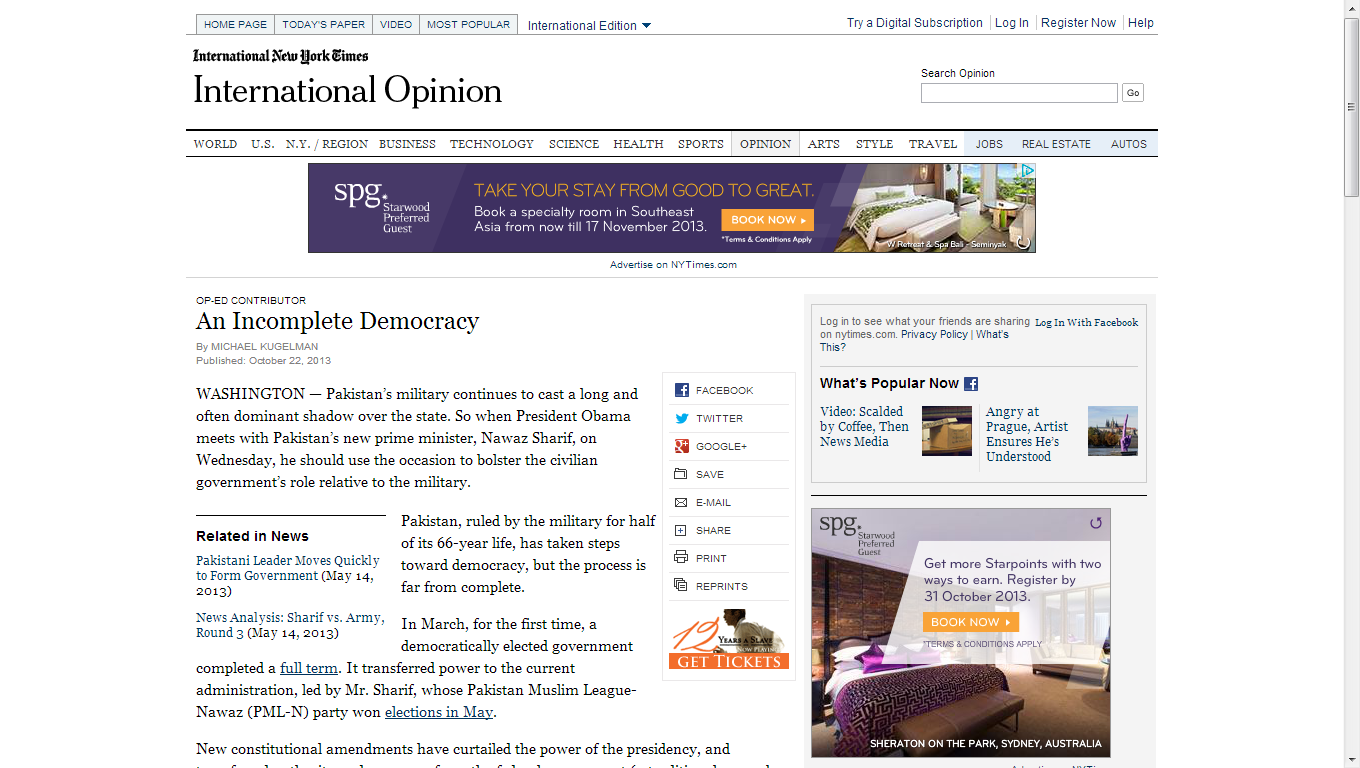 HOME PAGE
TODAY'S PAPER
VIDEO
MOST POPULAR
International Edition
Try a Digital Subscription
Log In
Register Now
Help
International New York Times
International Opinion
Search Opinion
Go
WORLD
U.S.
N.Y. / REGION
BUSINESS
TECHNOLOGY
SCIENCE
HEALTH
SPORTS
OPINION
ARTS
STYLE
TRAVEL
JOBS
REAL ESTATE
AUTOS
spg.
Starwood
Preferred
Guest
TAKE YOUR STAY FROM GOOD TO GREAT.
Book a specialty room in Southeast
Asia from now till 17 November 2013.
BOOK NOW
*Terms & Conditions Apply
W Retreat & Spa Bali - Seminyak
Advertise on NYTimes.com
OP-ED CONTRIBUTOR
An Incomplete Democracy
By MICHAEL KUGELMAN
Published: October 22, 2013
WASHINGTON — Pakistan's military continues to cast a long and
often dominant shadow over the state. So when President Obama
meets with Pakistan's new prime minister, Nawaz Sharif, on
Wednesday, he should use the occasion to bolster the civilian
government's role relative to the military.
Related in News
Pakistani Leader Moves Quickly
to Form Government (May 14,
2013)
News Analysis: Sharif vs. Army,
Round 3 (May 14, 2013)
Pakistan, ruled by the military for half
of its 66-year life, has taken steps
toward democracy, but the process is
far from complete.
In March, for the first time, a
democratically elected government
completed a full term. It transferred power to the current
administration, led by Mr. Sharif, whose Pakistan Muslim League-
Nawaz (PML-N) party won elections in May.
New constitutional amendments have curtailed the power of the presidency, and
FACEBOOK
TWITTER
GOOGLE+
SAVE
E-MAIL
SHARE
PRINT
REPRINTS
12
YEARS A SLAVE
NOW PLAYING
GET TICKETS
Log in to see what your friends are sharing
on nytimes.com. Privacy Policy | What's
This?
Log In With Facebook
What's Popular Now
Video: Scalded
by Coffee, Then
News Media
Angry at
Prague, Artist
Ensures He's
Understood
spg.
Starwood
Preferred
Guest
Get more Starpoints with two
ways to earn. Register by
31 October 2013.
BOOK NOW
*TERMS & CONDITIONS APPLY
SHERATON ON THE PARK, SYDNEY, AUSTRALIA